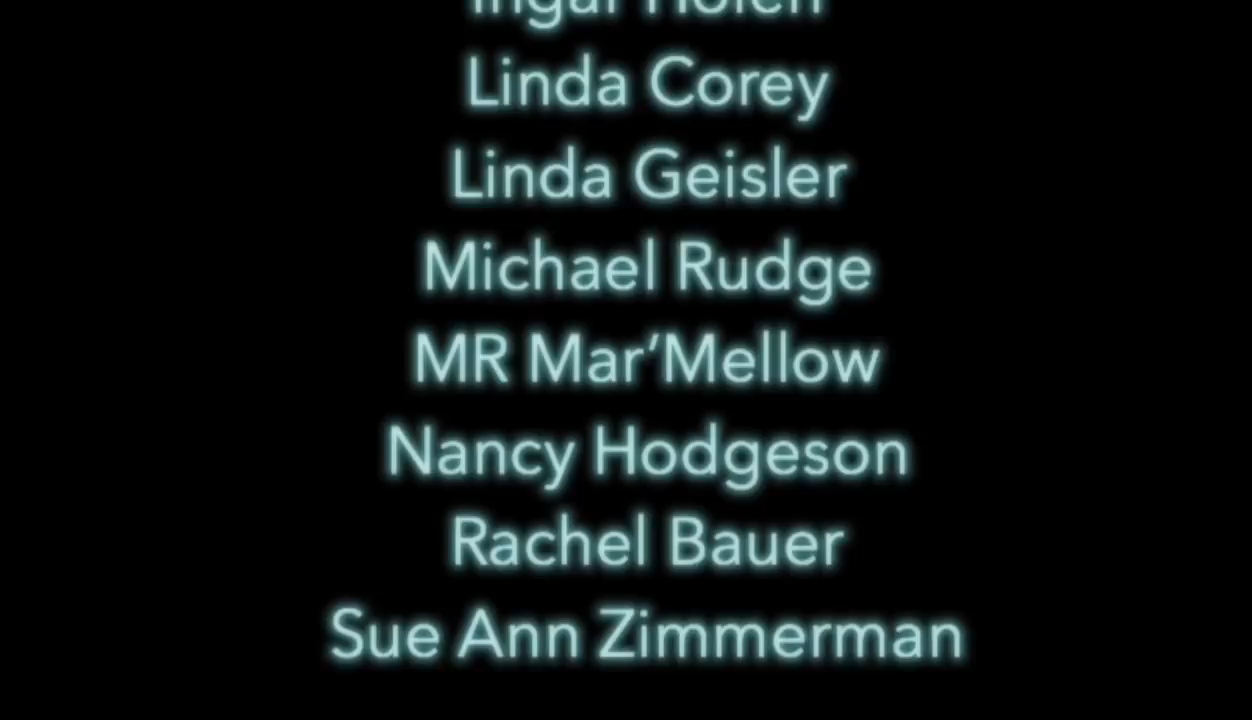 Linda Corey
Linda Geisler
Michael Rudge
MR Mar’Mellow
Nancy Hodgeson
Rachel Bauer
Sue Ann Zimmerman